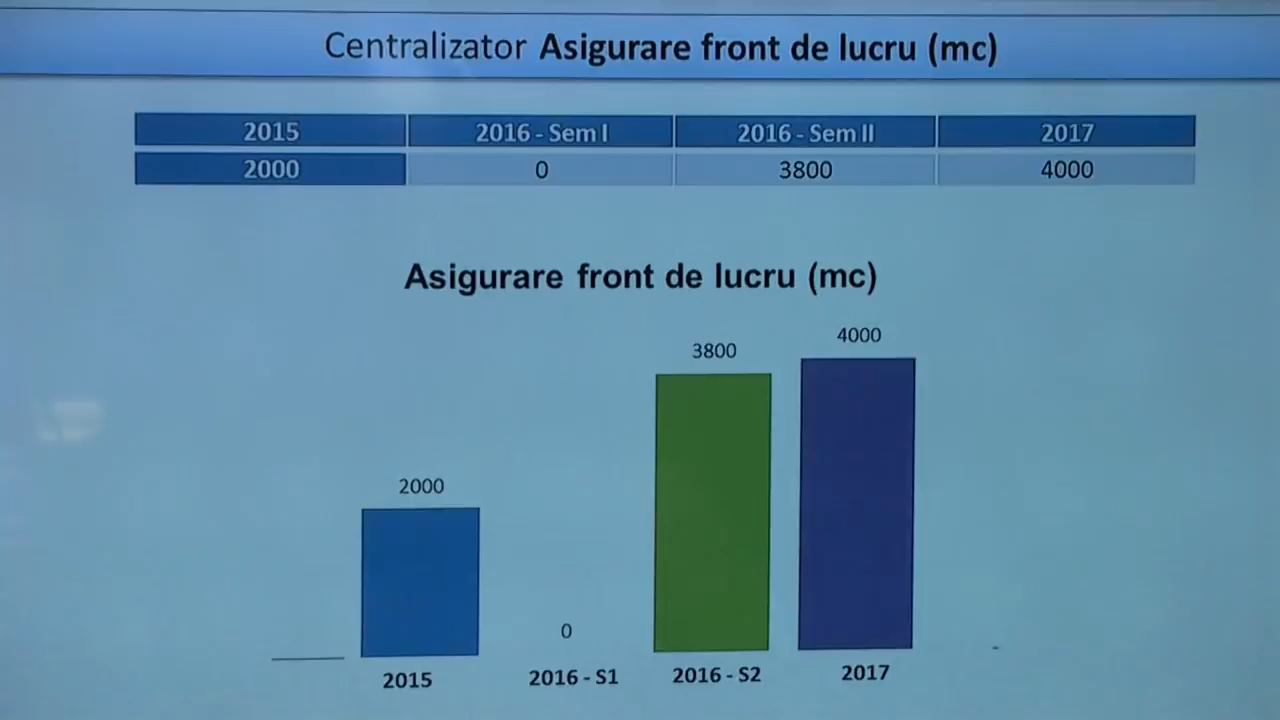 Centralizator Asigurare front de lucru (mc)
2015 2016 - Sem I 2016 - Sem II 2017
2000 0 3800 4000
Asigurare front de lucru (mc)
4000
3800
2000
0
2015 2016 - S1 2016 - S2 2017